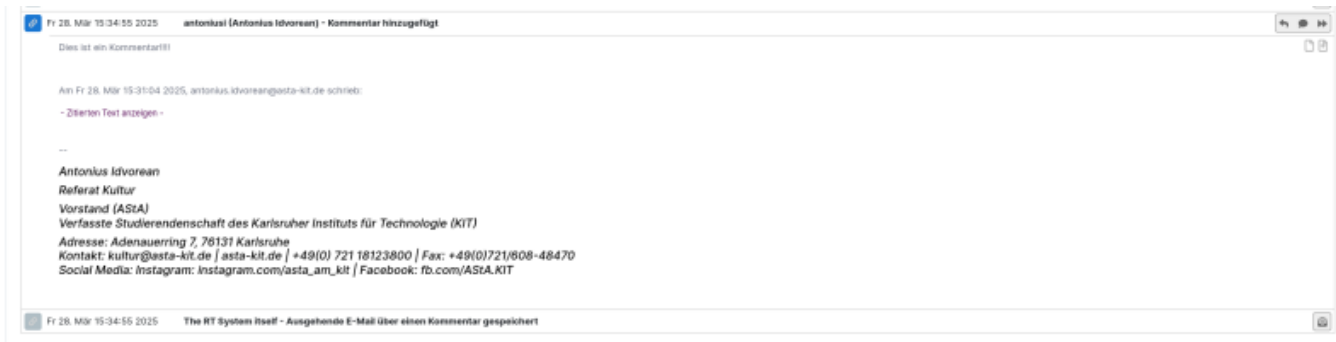 Fr 28. Mär 15:34:55 2025 antoniusi (Antonius Idvorean) - Kommentar hinzugefügt
Dies ist ein Kommentar!!!!
Am Fr 28. Mär 15:31:04 2025, antonius.idvorean@asta-kit.de schrieb:
- Zitierten Text anzeigen -
--
Antonius Idvorean
Referat Kultur
Vorstand (AStA)
Verfasste Studierendenschaft des Karlsruher Instituts für Technologie (KIT)
Adresse: Adenauerring 7, 76131 Karlsruhe
Kontakt: kultur@asta-kit.de | asta-kit.de | +49(0) 721 18123800 | Fax: +49(0)721/608-48470
Social Media: Instagram: instagram.com/asta_am_kit | Facebook: fb.com/AStA.KIT
Fr 28. Mär 15:34:55 2025 The RT System itself - Ausgehende E-Mail über einen Kommentar gespeichert